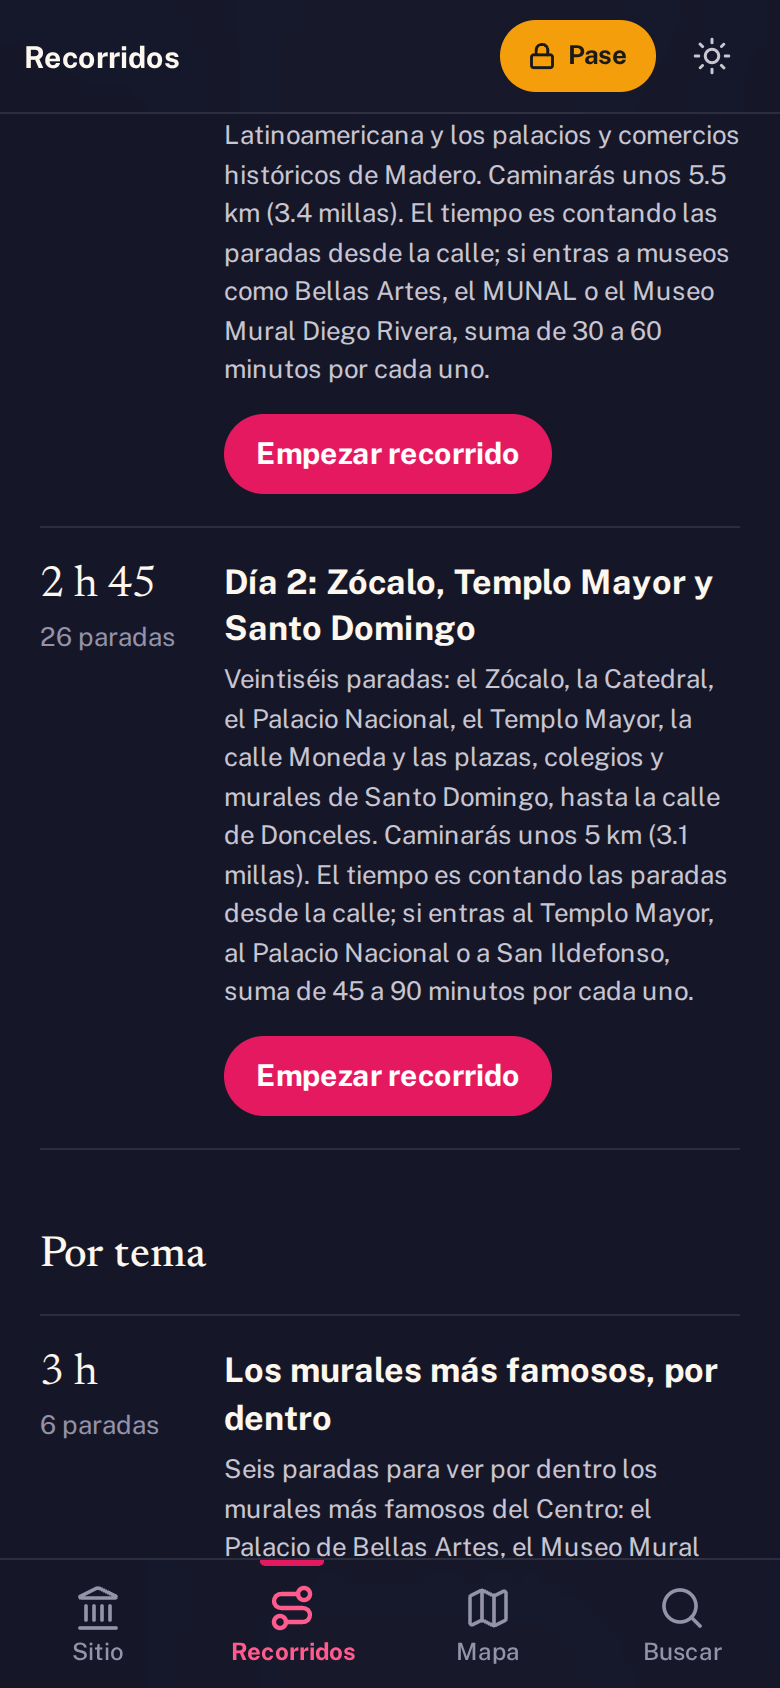 Recorridos
Pase
Latinoamericana y los palacios y comercios
históricos de Madero. Caminarás unos 5.5
km (3.4 millas). El tiempo es contando las
paradas desde la calle; si entras a museos
como Bellas Artes, el MUNAL o el Museo
Mural Diego Rivera, suma de 30 a 60
minutos por cada uno.
Empezar recorrido
2 h 45
26 paradas
Día 2: Zócalo, Templo Mayor y
Santo Domingo
Veintiséis paradas: el Zócalo, la Catedral,
el Palacio Nacional, el Templo Mayor, la
calle Moneda y las plazas, colegios y
murales de Santo Domingo, hasta la calle
de Donceles. Caminarás unos 5 km (3.1
millas). El tiempo es contando las paradas
desde la calle; si entras al Templo Mayor,
al Palacio Nacional o a San Ildefonso,
suma de 45 a 90 minutos por cada uno.
Empezar recorrido
Por tema
3 h
6 paradas
Los murales más famosos, por
dentro
Seis paradas para ver por dentro los
murales más famosos del Centro: el
Palacio de Bellas Artes, el Museo Mural
Sitio
Recorridos
Mapa
Buscar